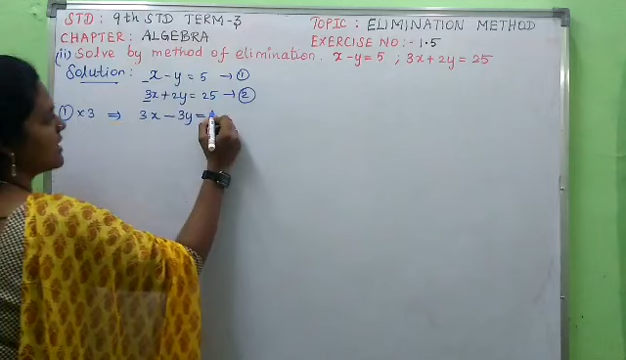 STD : 9th STD TERM-3
TOPIC : ELIMINATION METHOD
CHAPTER : ALGEBRA
EXERCISE NO :- 1.5
(ii) Solve by method of elimination. x - y = 5 ; 3x + 2y = 25
Solution : x - y = 5 → ①
3x + 2y = 25 → ②
① × 3 ⇒ 3x - 3y =